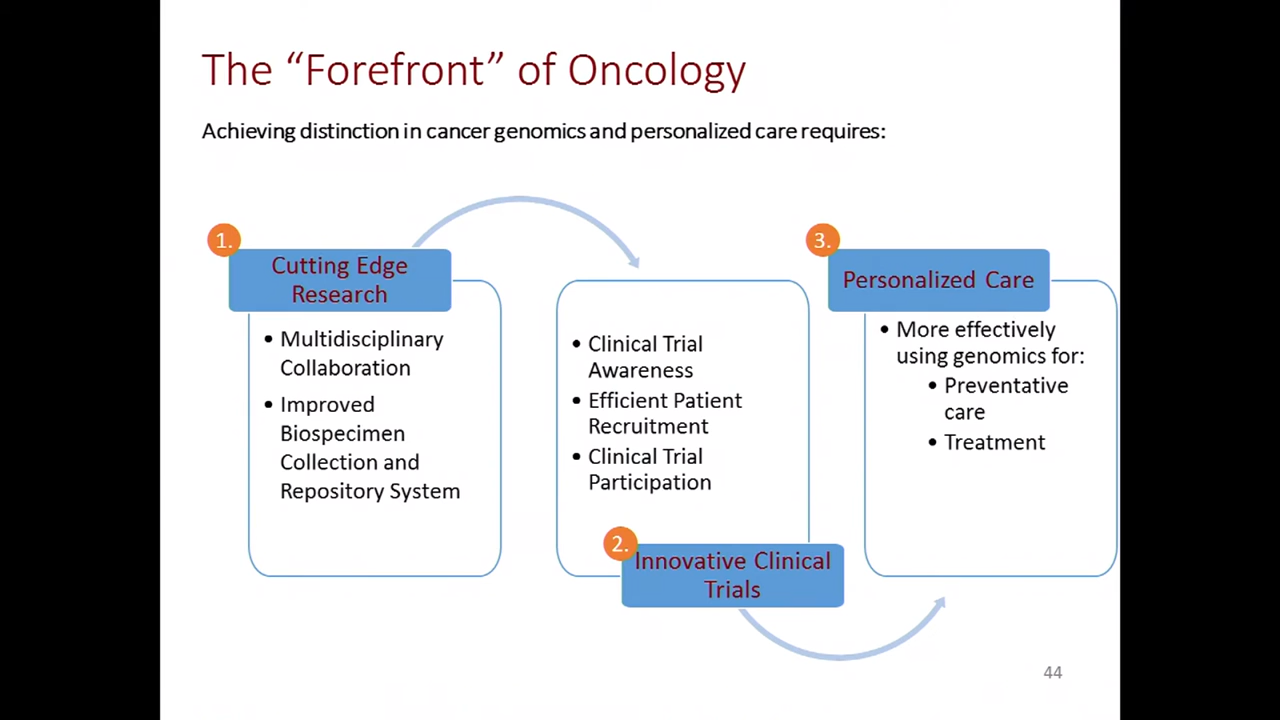 The “Forefront” of Oncology
Achieving distinction in cancer genomics and personalized care requires:
1.
Cutting Edge
Research
• Multidisciplinary
Collaboration
• Improved
Biospecimen
Collection and
Repository System
• Clinical Trial
Awareness
• Efficient Patient
Recruitment
• Clinical Trial
Participation
2.
Innovative Clinical
Trials
3.
Personalized Care
• More effectively
using genomics for:
• Preventative
care
• Treatment
44